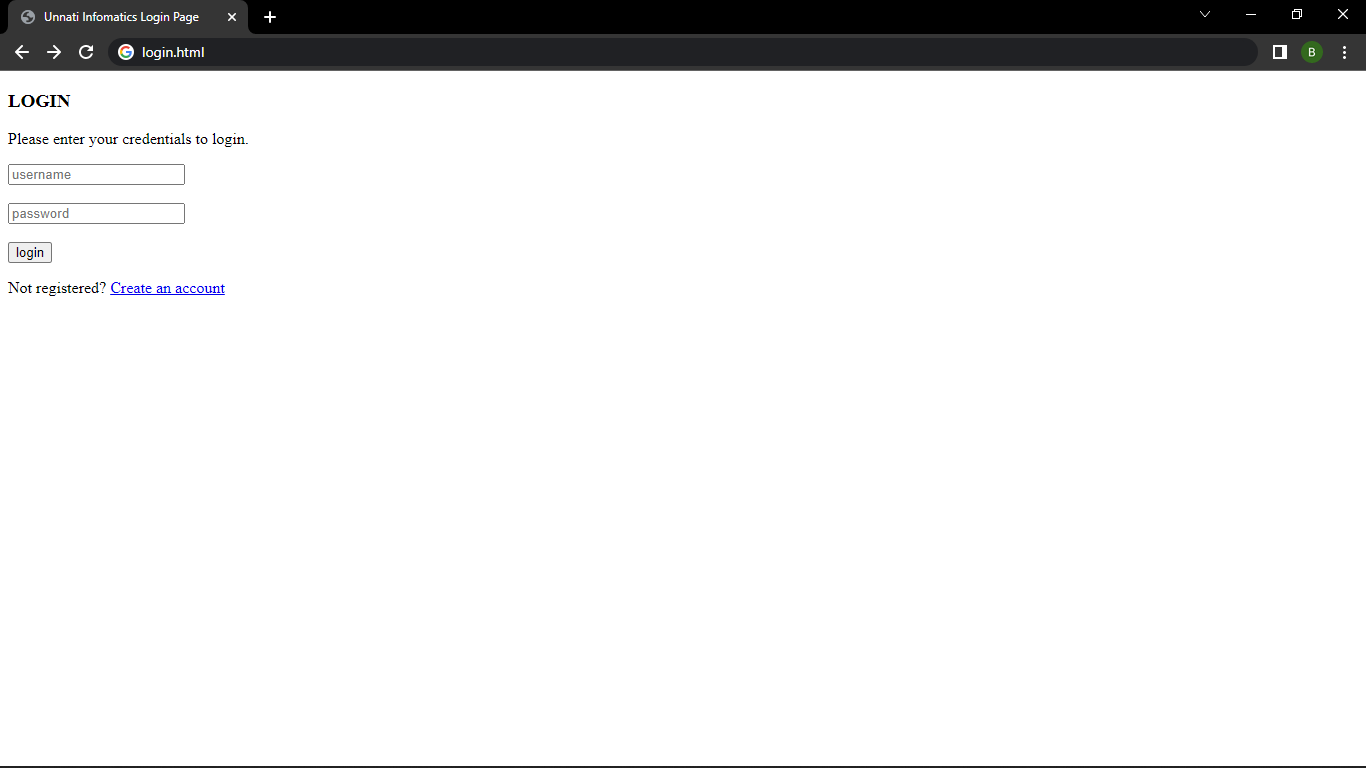 Unnati Infomatics Login Page
login.html
B
LOGIN
Please enter your credentials to login.
username
password
login
Not registered? Create an account